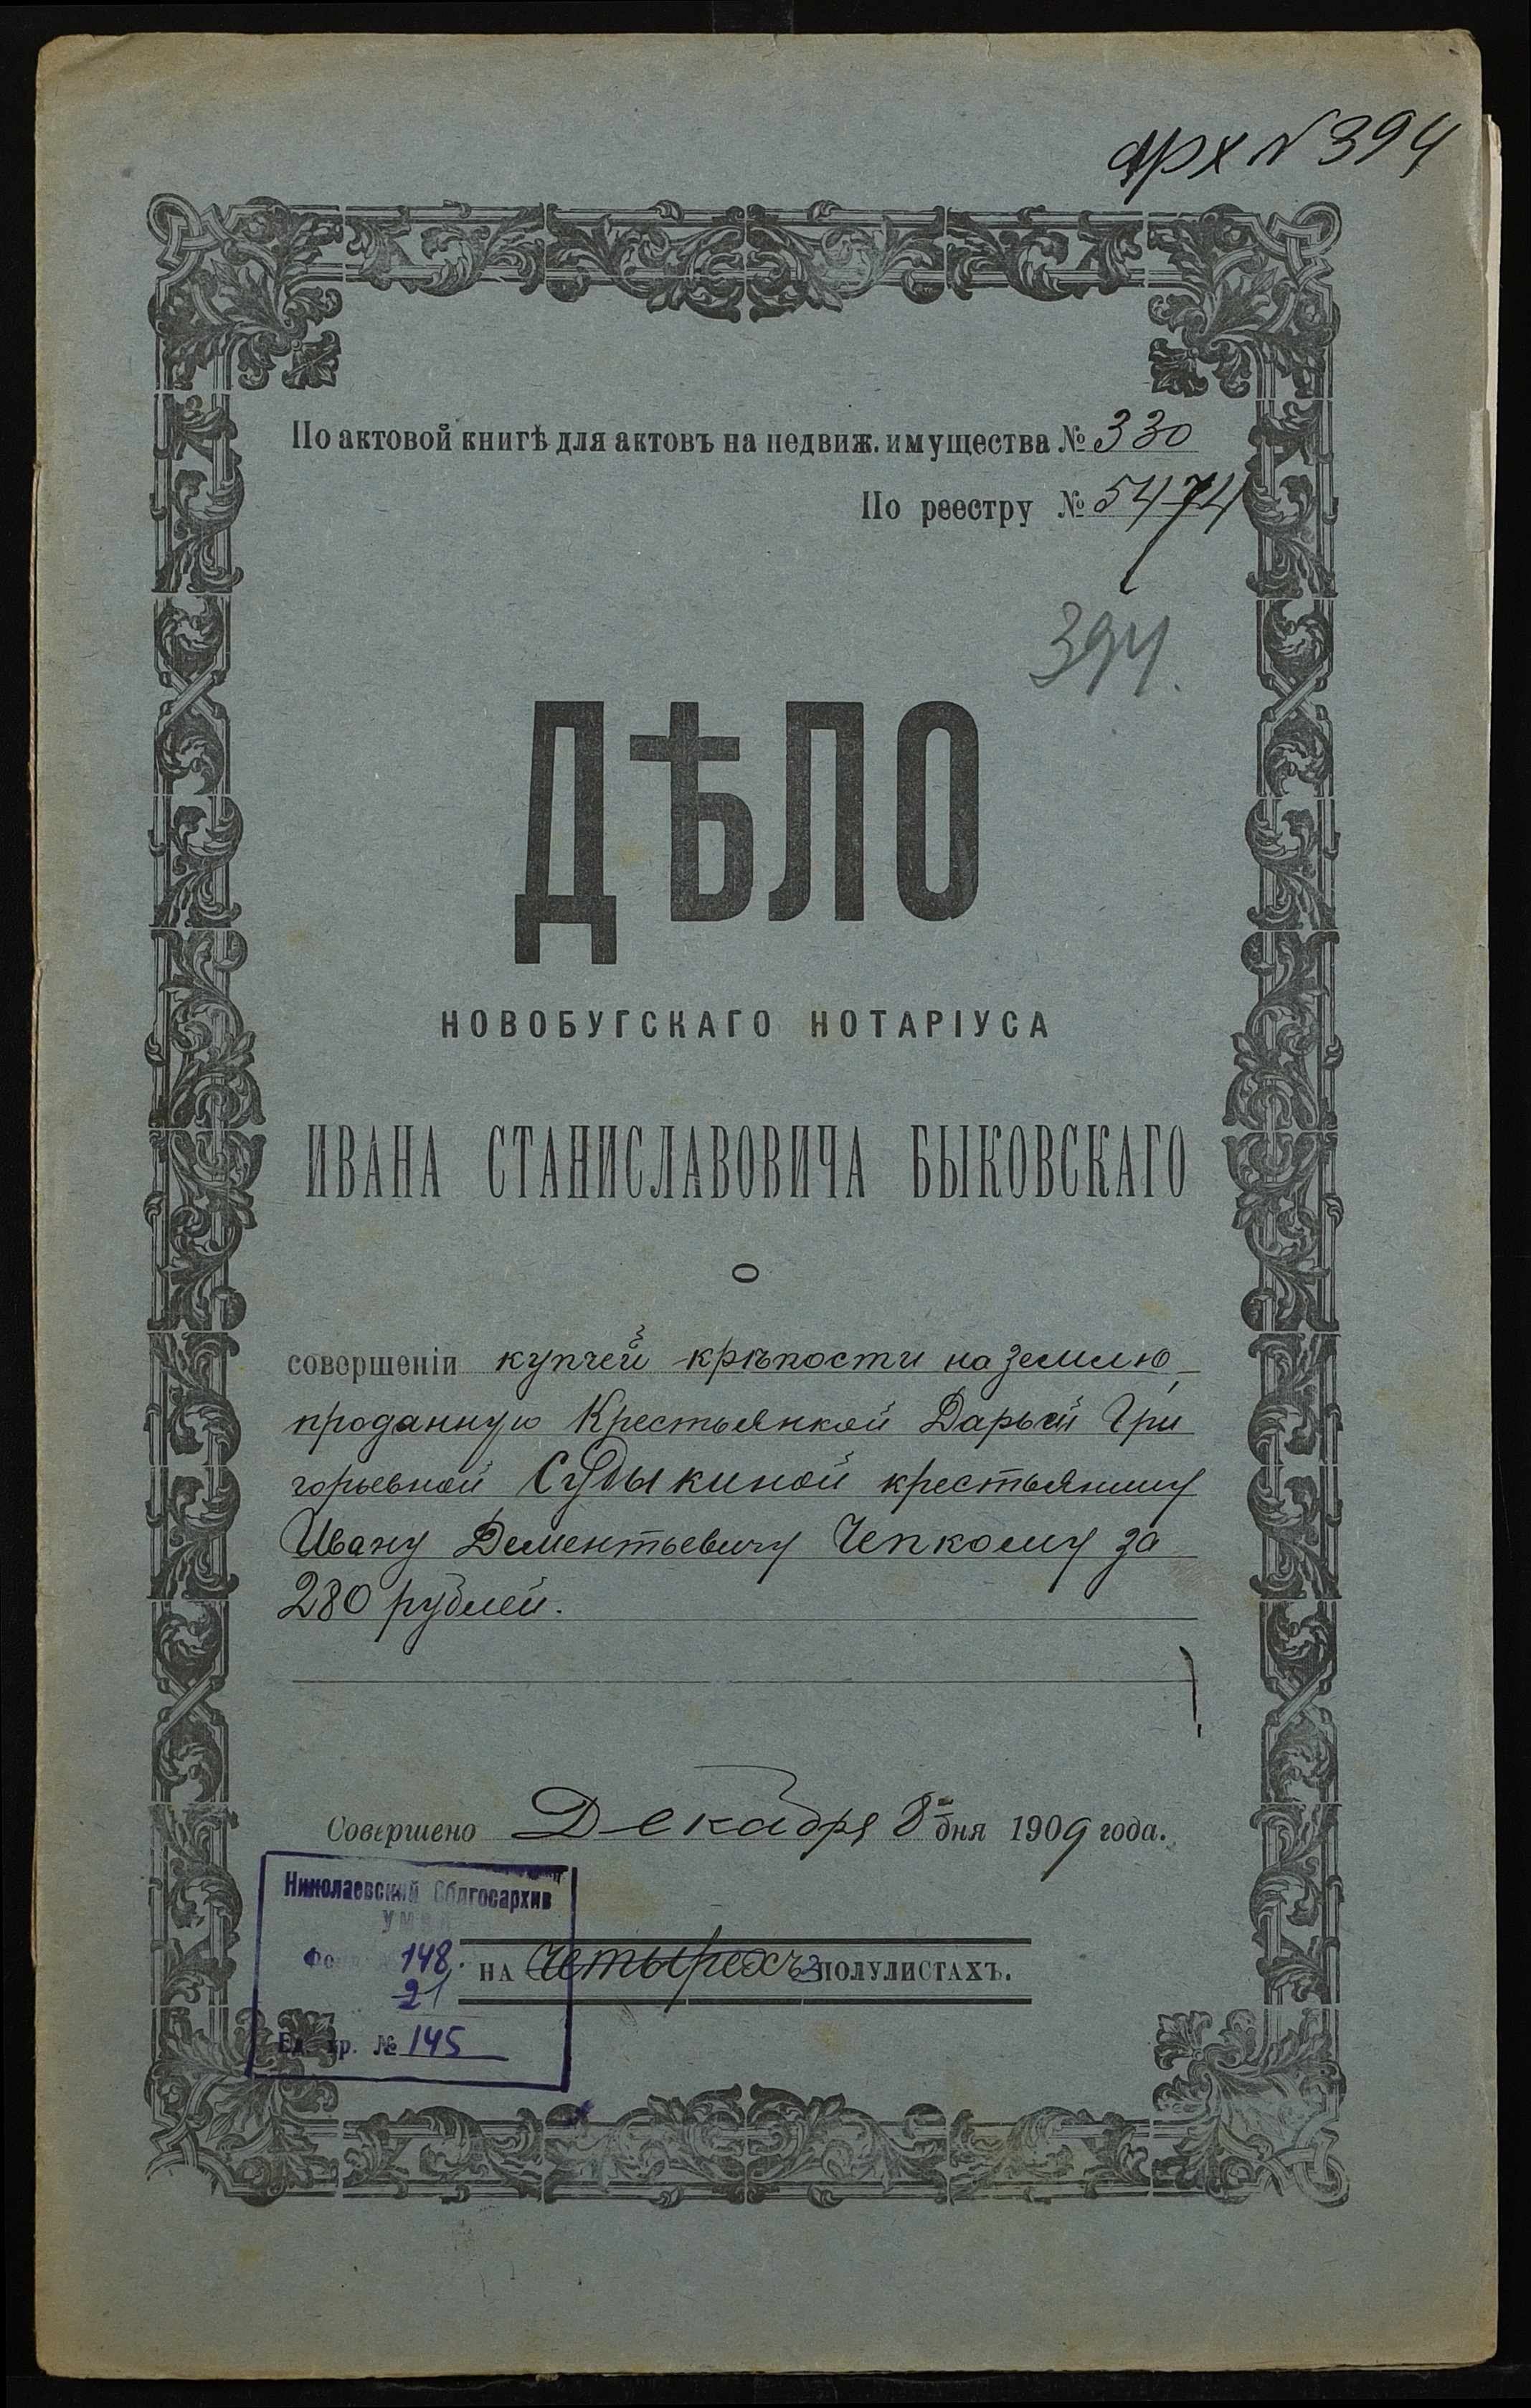 арх № 394
По актовой книгѣ для актовъ на недвиж. имущества № 330
По реестру № 5474
394.
ДѢЛО
НОВОБУГСКАГО НОТАРІУСА
ИВАНА СТАНИСЛАВОВИЧА БЫКОВСКАГО
О
совершеніи купчей крѣпости на землю,
проданную Крестьянкой Дарьей Гри
горьевной Судыкиной крестьянину
Ивану Дементьевичу Чепкому за
280 рублей.
Совершено Декабря 8 дня 1909 года.
Николаевский Облгосархив
Фонд 148.
НА четырехъ ПОЛУЛИСТАХЪ.
21
Ед. хр. № 145